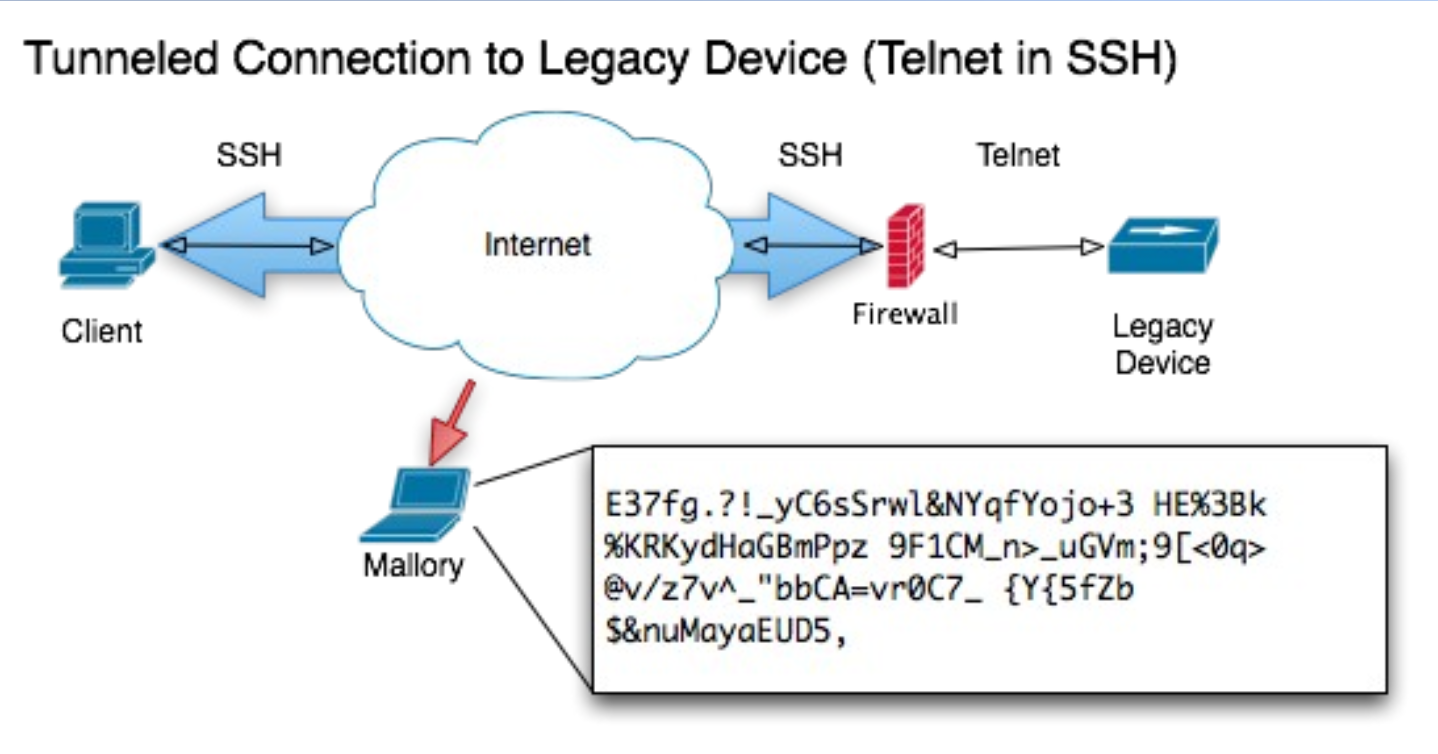 Tunneled Connection to Legacy Device (Telnet in SSH)
SSH
SSH
Telnet
Internet
Client
Firewall
Legacy
Device
Mallory
E37fg.?!_yC6sSrwl&NYqfYojo+3 HE%3Bk
%KRKydHaGBmPpz 9F1CM_n>_uGVm;9[<0q>
@v/z7v^_"bbCA=vr0C7_ {Y{5fZb
$&nuMayaEUD5,